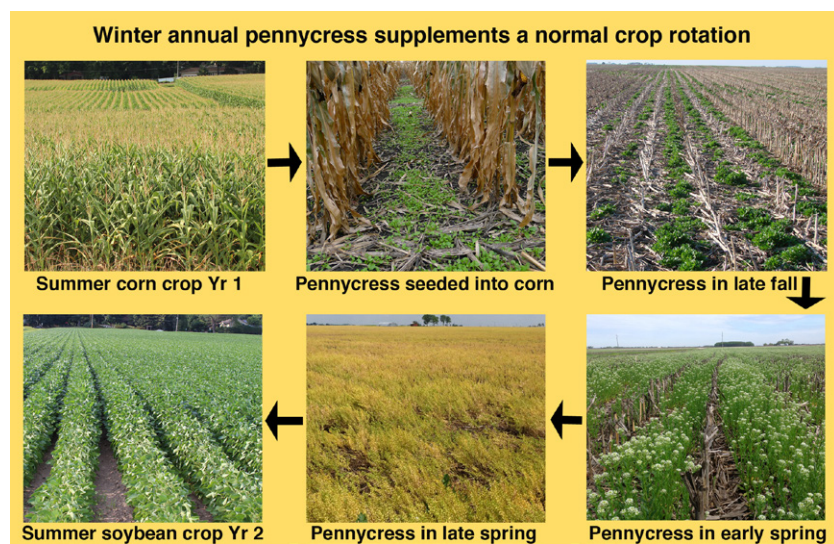 Winter annual pennycress supplements a normal crop rotation
Summer corn crop Yr 1
Pennycress seeded into corn
Pennycress in late fall
Pennycress in early spring
Pennycress in late spring
Summer soybean crop Yr 2